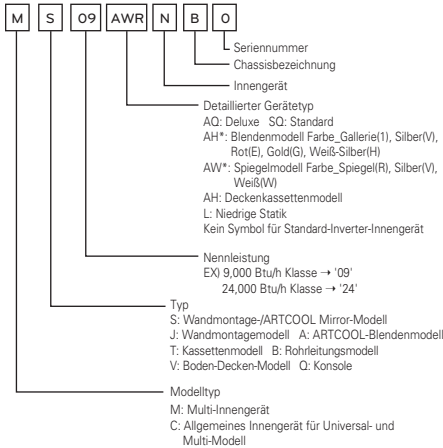 M S 09 AWR N B 0
Seriennummer
Chassisbezeichnung
Innengerät
Detaillierter Gerätetyp
AQ: Deluxe SQ: Standard
AH*: Blendenmodell Farbe_Gallerie(1), Silber(V),
Rot(E), Gold(G), Weiß-Silber(H)
AW*: Spiegelmodell Farbe_Spiegel(R), Silber(V),
Weiß(W)
AH: Deckenkassettenmodell
L: Niedrige Statik
Kein Symbol für Standard-Inverter-Innengerät
Nennleistung
EX) 9,000 Btu/h Klasse → '09'
24,000 Btu/h Klasse → '24'
Typ
S: Wandmontage-/ARTCOOL Mirror-Modell
J: Wandmontagemodell A: ARTCOOL-Blendenmodell
T: Kassettenmodell B: Rohrleitungsmodell
V: Boden-Decken-Modell Q: Konsole
Modelltyp
M: Multi-Innengerät
C: Allgemeines Innengerät für Universal- und
Multi-Modell